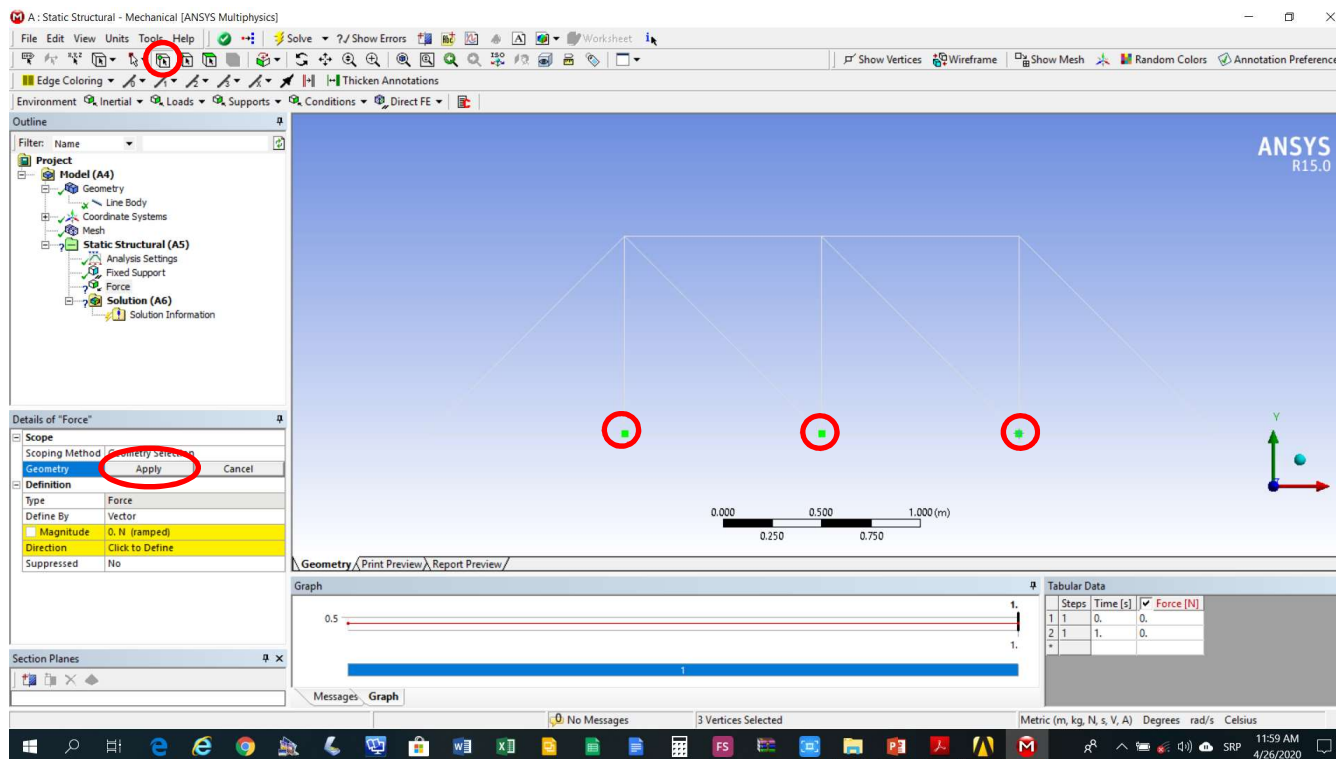 A : Static Structural - Mechanical [ANSYS Multiphysics]
File Edit View Units Tools Help Solve ?/ Show Errors Worksheet
Show Vertices Wireframe Show Mesh Random Colors Annotation Preference
Edge Coloring Thicken Annotations
Environment Inertial Loads Supports Conditions Direct FE
Outline
Filter: Name
Project
Model (A4)
Geometry
Line Body
Coordinate Systems
Mesh
Static Structural (A5)
Analysis Settings
Fixed Support
Force
Solution (A6)
Solution Information
ANSYS
R15.0
Y
0.000 0.500 1.000 (m)
0.250 0.750
Details of "Force"
Scope
Scoping Method Geometry Selection
Geometry Apply Cancel
Definition
Type Force
Define By Vector
Magnitude 0. N (ramped)
Direction Click to Define
Suppressed No
Geometry Print Preview Report Preview
Graph
1.
0.5
1.
1
Messages Graph
Tabular Data
Steps Time [s] Force [N]
1 1 0. 0.
2 1 1. 0.
*
Section Planes
0 No Messages 3 Vertices Selected Metric (m, kg, N, s, V, A) Degrees rad/s Celsius
FS
SRP
11:59 AM
4/26/2020